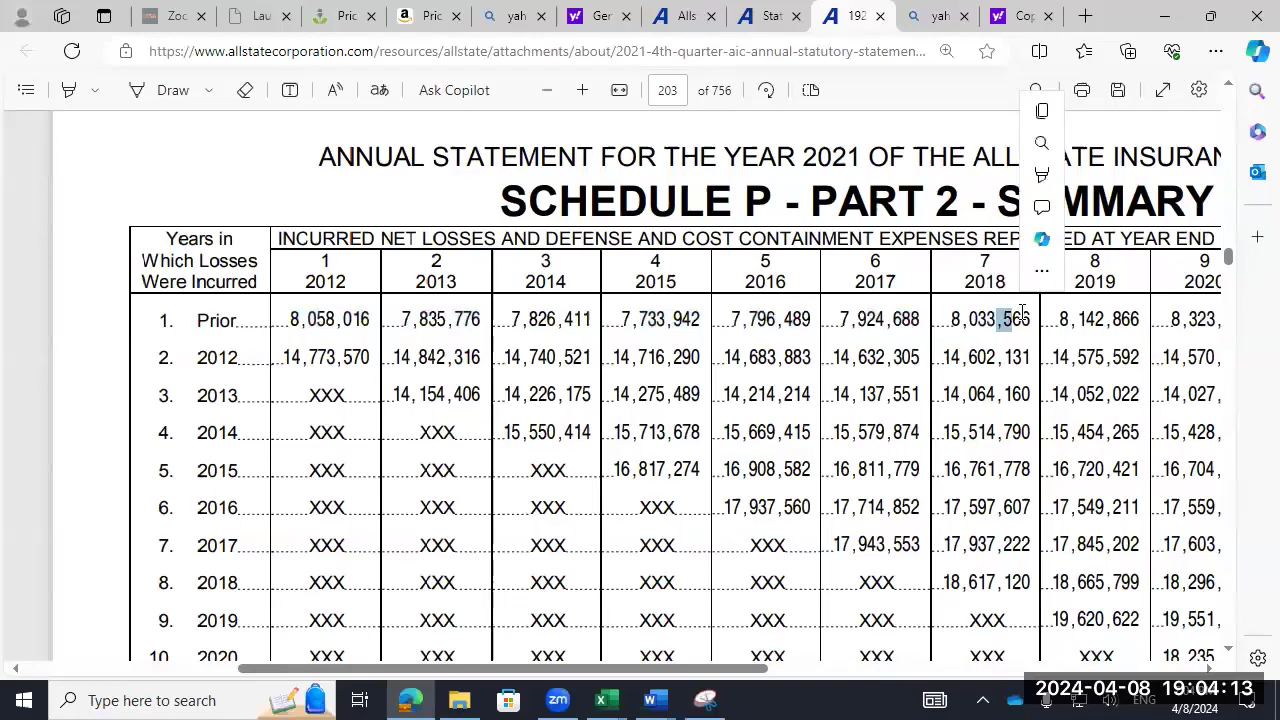 Zoc
Lau
Pric
Pric
yah
Ger
Alls
Stat
192
yah
Cop
https://www.allstatecorporation.com/resources/allstate/attachments/about/2021-4th-quarter-aic-annual-statutory-statemen...
Draw
Ask Copilot
203 of 756
ANNUAL STATEMENT FOR THE YEAR 2021 OF THE ALL ATE INSURAN
SCHEDULE P - PART 2 - S MMARY
Years in Which Losses Were Incurred
INCURRED NET LOSSES AND DEFENSE AND COST CONTAINMENT EXPENSES REP ED AT YEAR END
1 2 3 4 5 6 7 8 9
2012 2013 2014 2015 2016 2017 2018 2019 2020
1. Prior 8,058,016 7,835,776 7,826,411 7,733,942 7,796,489 7,924,688 8,033,565 8,142,866 8,323,
2. 2012 14,773,570 14,842,316 14,740,521 14,716,290 14,683,883 14,632,305 14,602,131 14,575,592 14,570,
3. 2013 XXX 14,154,406 14,226,175 14,275,489 14,214,214 14,137,551 14,064,160 14,052,022 14,027,
4. 2014 XXX XXX 15,550,414 15,713,678 15,669,415 15,579,874 15,514,790 15,454,265 15,428,
5. 2015 XXX XXX XXX 16,817,274 16,908,582 16,811,779 16,761,778 16,720,421 16,704,
6. 2016 XXX XXX XXX XXX 17,937,560 17,714,852 17,597,607 17,549,211 17,559,
7. 2017 XXX XXX XXX XXX XXX 17,943,553 17,937,222 17,845,202 17,603,
8. 2018 XXX XXX XXX XXX XXX XXX 18,617,120 18,665,799 18,296,
9. 2019 XXX XXX XXX XXX XXX XXX XXX 19,620,622 19,551,
10. 2020 XXX XXX XXX XXX XXX XXX XXX XXX 18,235
Type here to search
ENG
2024-04-08 19:04:13
4/8/2024